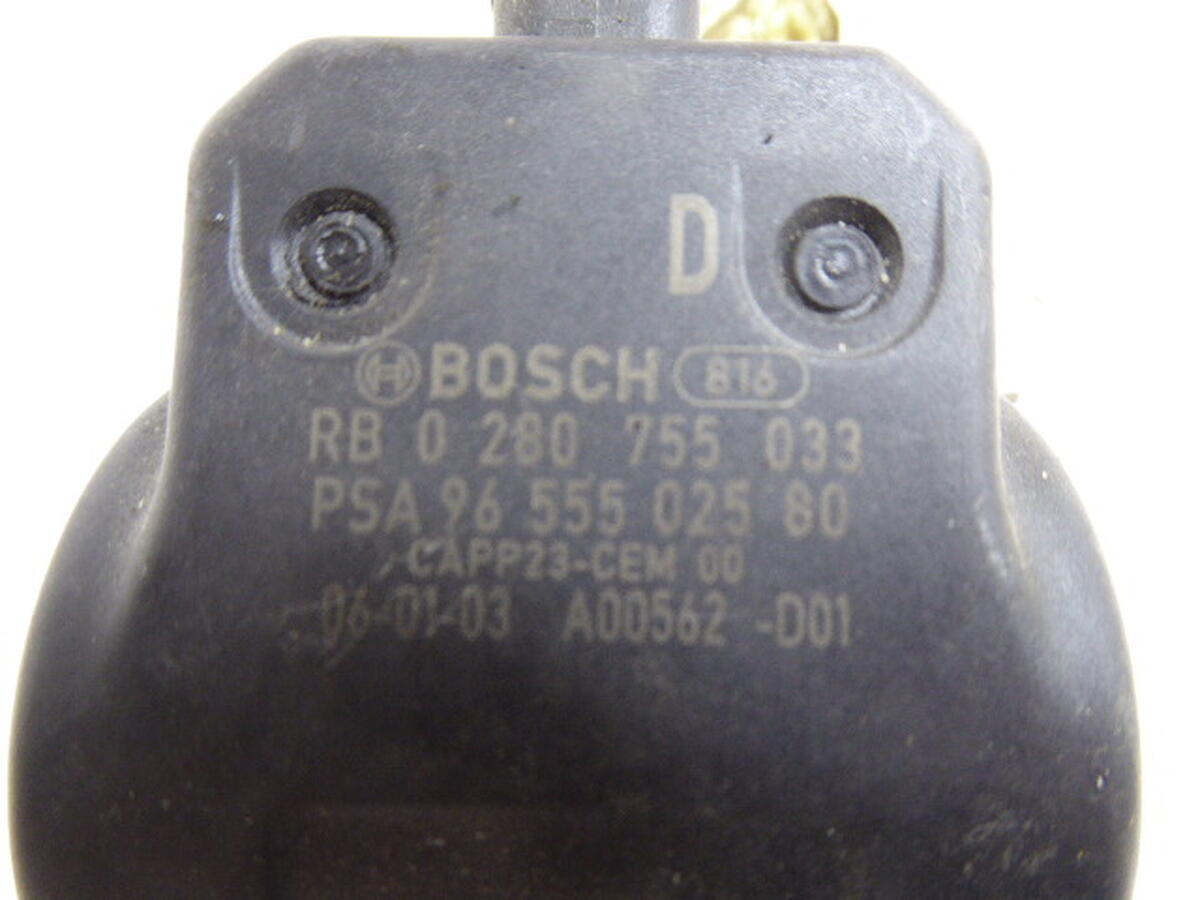 D
BOSCH 816
RB 0 280 755 033
PSA 96 555 025 80
CAPP23-CEM 00
06-01-03 A00562 -D01